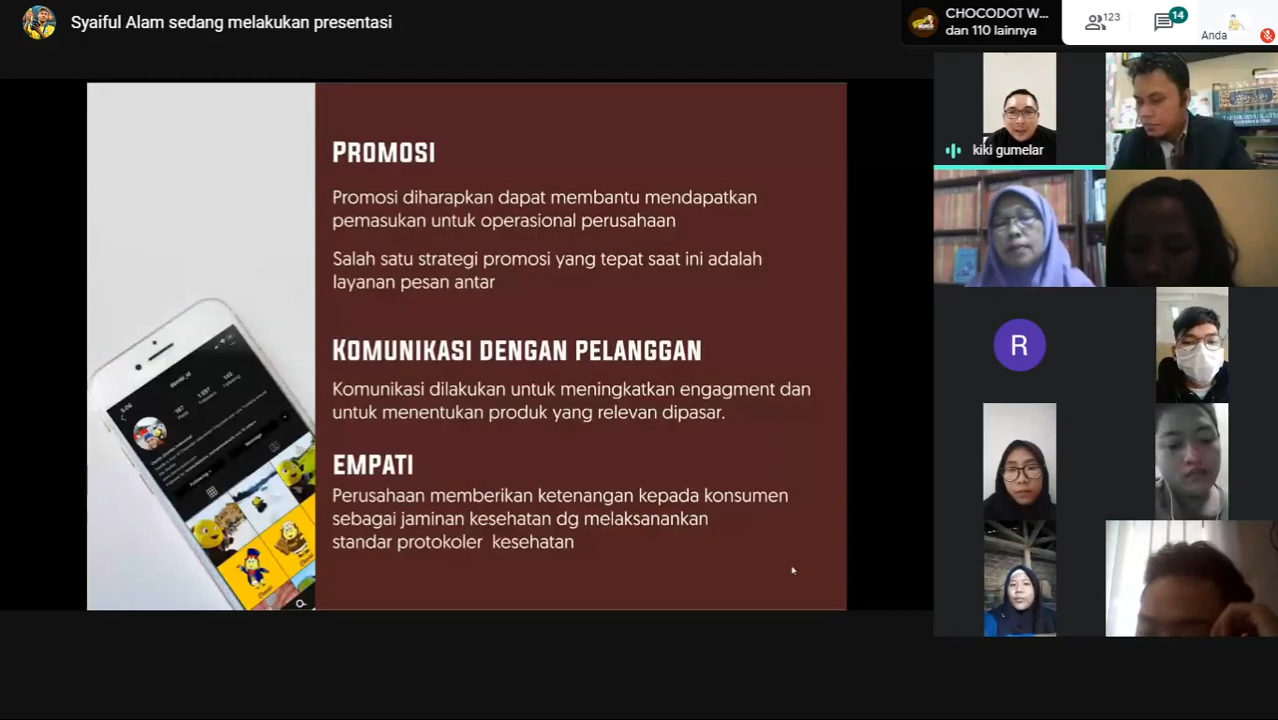 Syaiful Alam sedang melakukan presentasi
CHOCODOT W...
dan 110 lainnya
123
14
Anda
PROMOSI
Promosi diharapkan dapat membantu mendapatkan
pemasukan untuk operasional perusahaan
Salah satu strategi promosi yang tepat saat ini adalah
layanan pesan antar
KOMUNIKASI DENGAN PELANGGAN
Komunikasi dilakukan untuk meningkatkan engagment dan
untuk menentukan produk yang relevan dipasar.
EMPATI
Perusahaan memberikan ketenangan kepada konsumen
sebagai jaminan kesehatan dg melaksanankan
standar protokoler kesehatan
kiki gumelar
R
Message
Following